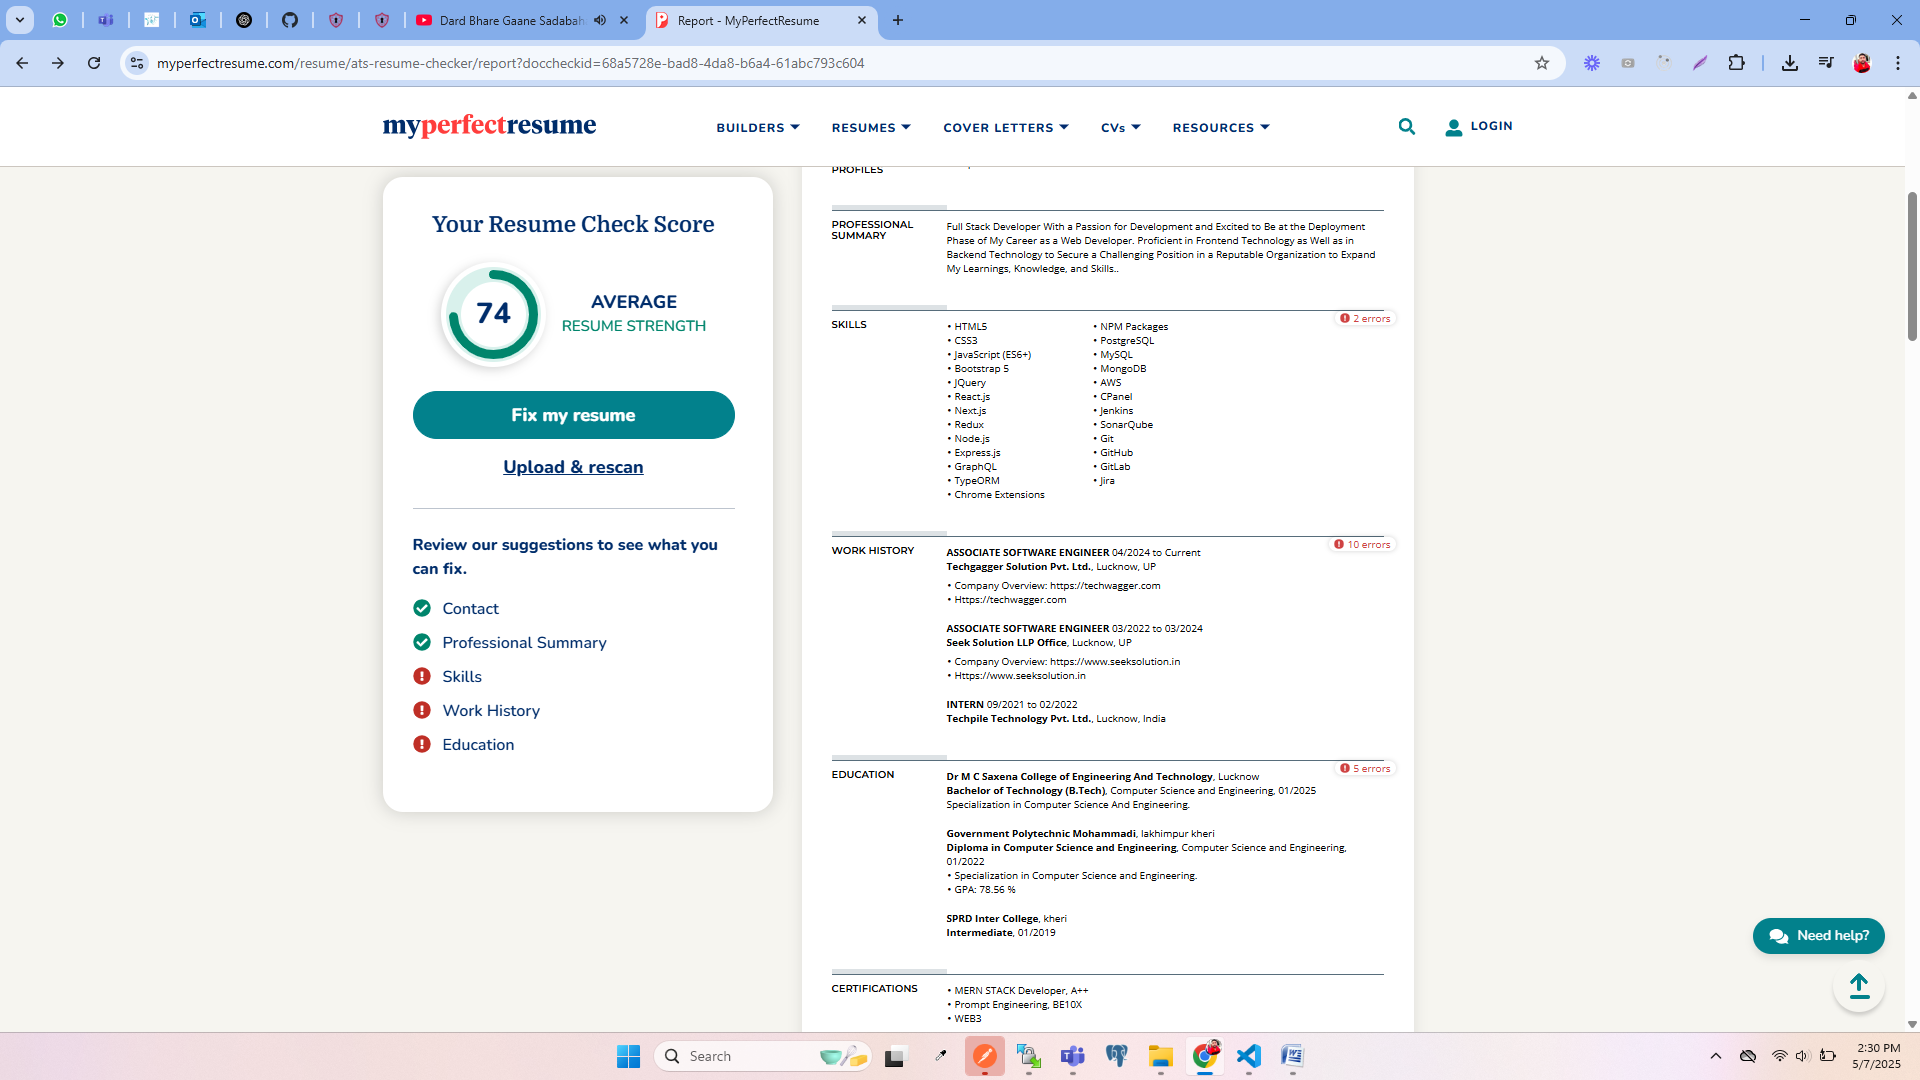 Dard Bhare Gaane Sadabah
Report - MyPerfectResume
myperfectresume.com/resume/ats-resume-checker/report?doccheckid=68a5728e-bad8-4da8-b6a4-61abc793c604
myperfectresume
BUILDERS
RESUMES
COVER LETTERS
CVs
RESOURCES
LOGIN
Your Resume Check Score
74
AVERAGE
RESUME STRENGTH
Fix my resume
Upload & rescan
Review our suggestions to see what you
can fix.
Contact
Professional Summary
Skills
Work History
Education
PROFILES
PROFESSIONAL
SUMMARY
Full Stack Developer With a Passion for Development and Excited to Be at the Deployment
Phase of My Career as a Web Developer. Proficient in Frontend Technology as Well as in
Backend Technology to Secure a Challenging Position in a Reputable Organization to Expand
My Learnings, Knowledge, and Skills..
SKILLS
2 errors
• HTML5
• CSS3
• JavaScript (ES6+)
• Bootstrap 5
• JQuery
• React.js
• Next.js
• Redux
• Node.js
• Express.js
• GraphQL
• TypeORM
• Chrome Extensions
• NPM Packages
• PostgreSQL
• MySQL
• MongoDB
• AWS
• CPanel
• Jenkins
• SonarQube
• Git
• GitHub
• GitLab
• Jira
WORK HISTORY
10 errors
ASSOCIATE SOFTWARE ENGINEER 04/2024 to Current
Techgagger Solution Pvt. Ltd., Lucknow, UP
• Company Overview: https://techwagger.com
• Https://techwagger.com
ASSOCIATE SOFTWARE ENGINEER 03/2022 to 03/2024
Seek Solution LLP Office, Lucknow, UP
• Company Overview: https://www.seeksolution.in
• Https://www.seeksolution.in
INTERN 09/2021 to 02/2022
Techpile Technology Pvt. Ltd., Lucknow, India
EDUCATION
5 errors
Dr M C Saxena College of Engineering And Technology, Lucknow
Bachelor of Technology (B.Tech), Computer Science and Engineering, 01/2025
Specialization in Computer Science And Engineering.
Government Polytechnic Mohammadi, lakhimpur kheri
Diploma in Computer Science and Engineering, Computer Science and Engineering,
01/2022
• Specialization in Computer Science and Engineering.
• GPA: 78.56 %
SPRD Inter College, kheri
Intermediate, 01/2019
CERTIFICATIONS
• MERN STACK Developer, A++
• Prompt Engineering, BE10X
• WEB3
Need help?
Search
2:30 PM
5/7/2025